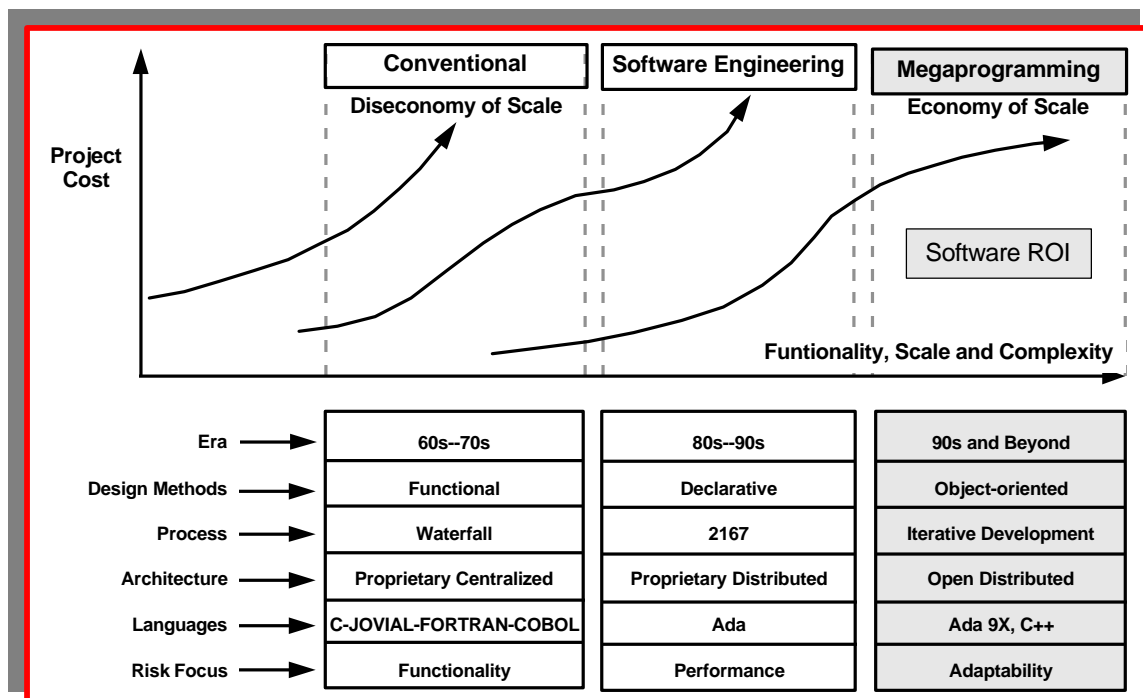 Conventional
Software Engineering
Megaprogramming
Diseconomy of Scale
Economy of Scale
Project
Cost
Software ROI
Funtionality, Scale and Complexity
Era 60s--70s 80s--90s 90s and Beyond
Design Methods Functional Declarative Object-oriented
Process Waterfall 2167 Iterative Development
Architecture Proprietary Centralized Proprietary Distributed Open Distributed
Languages C-JOVIAL-FORTRAN-COBOL Ada Ada 9X, C++
Risk Focus Functionality Performance Adaptability